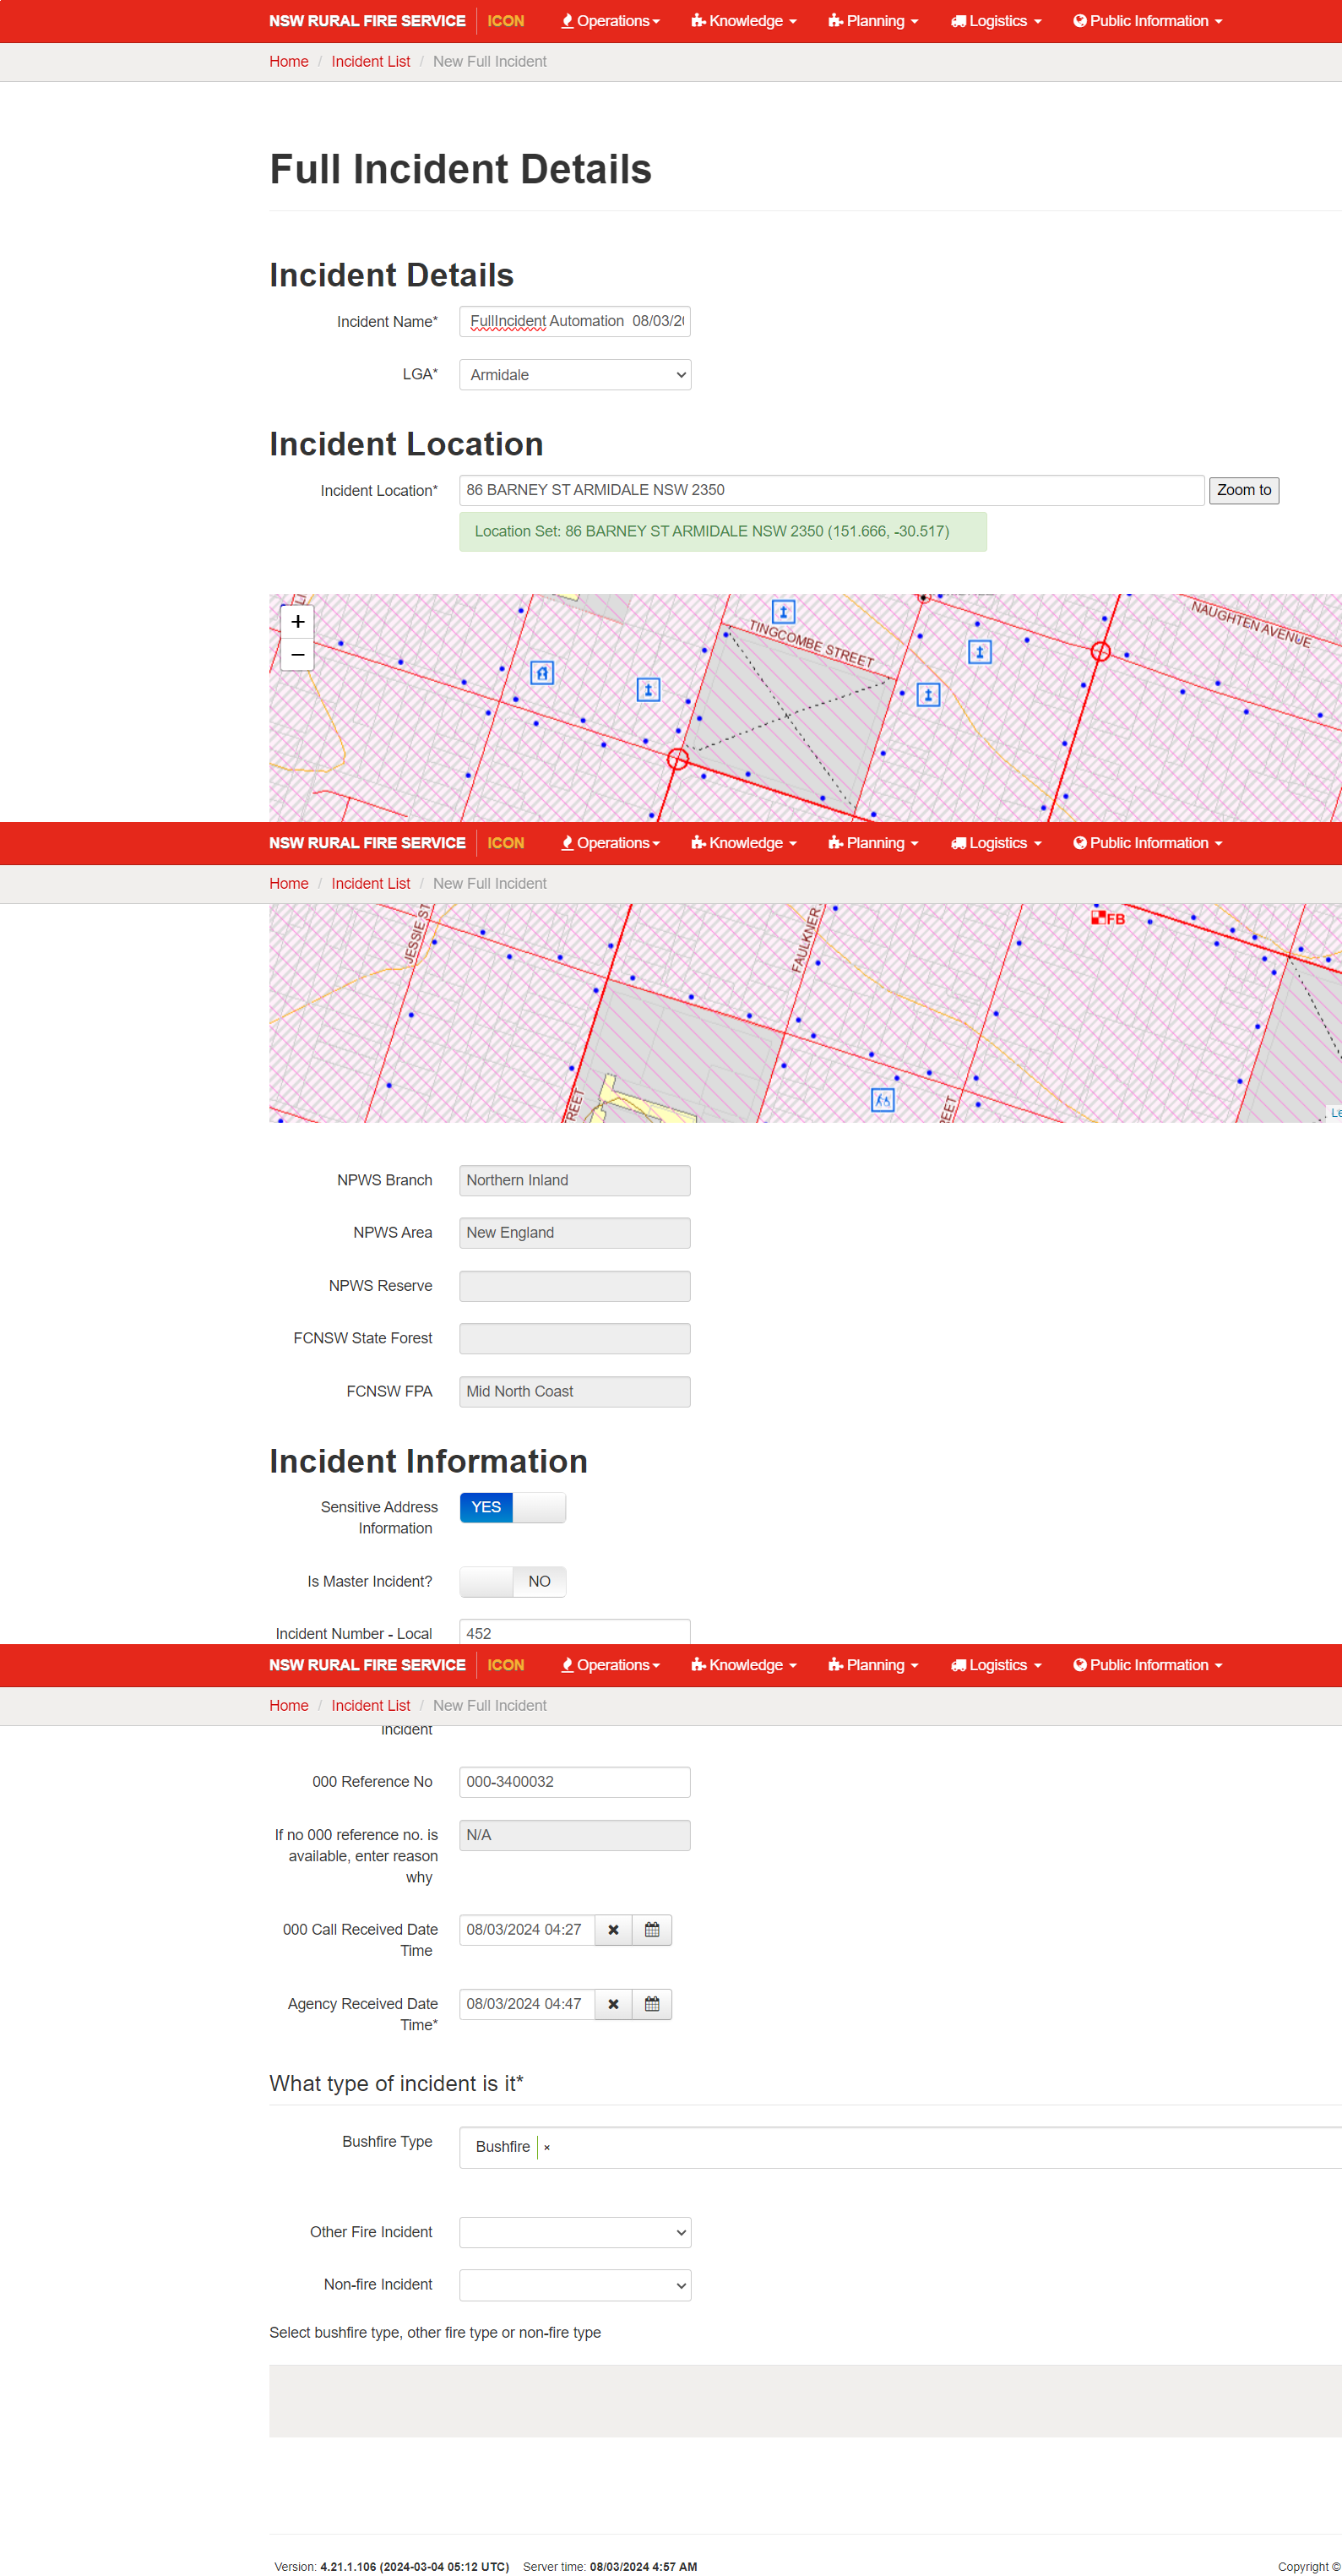 NSW RURAL FIRE SERVICE ICON Operations Knowledge Planning Logistics Public Information
Home / Incident List / New Full Incident
Full Incident Details
Incident Details
Incident Name* FullIncident Automation 08/03/2
LGA* Armidale
Incident Location
Incident Location* 86 BARNEY ST ARMIDALE NSW 2350 Zoom to
Location Set: 86 BARNEY ST ARMIDALE NSW 2350 (151.666, -30.517)
+
−
TINGCOMBE STREET
NAUGHTEN AVENUE
NSW RURAL FIRE SERVICE ICON Operations Knowledge Planning Logistics Public Information
Home / Incident List / New Full Incident
JESSIE ST
FAULKNER
FB
REET
REET
Le
NPWS Branch Northern Inland
NPWS Area New England
NPWS Reserve
FCNSW State Forest
FCNSW FPA Mid North Coast
Incident Information
Sensitive Address YES
Information
Is Master Incident? NO
Incident Number - Local 452
NSW RURAL FIRE SERVICE ICON Operations Knowledge Planning Logistics Public Information
Home / Incident List / New Full Incident
Incident
000 Reference No 000-3400032
If no 000 reference no. is N/A
available, enter reason
why
000 Call Received Date 08/03/2024 04:27
Time
Agency Received Date 08/03/2024 04:47
Time*
What type of incident is it*
Bushfire Type Bushfire ×
Other Fire Incident
Non-fire Incident
Select bushfire type, other fire type or non-fire type
Version: 4.21.1.106 (2024-03-04 05:12 UTC) Server time: 08/03/2024 4:57 AM Copyright ©